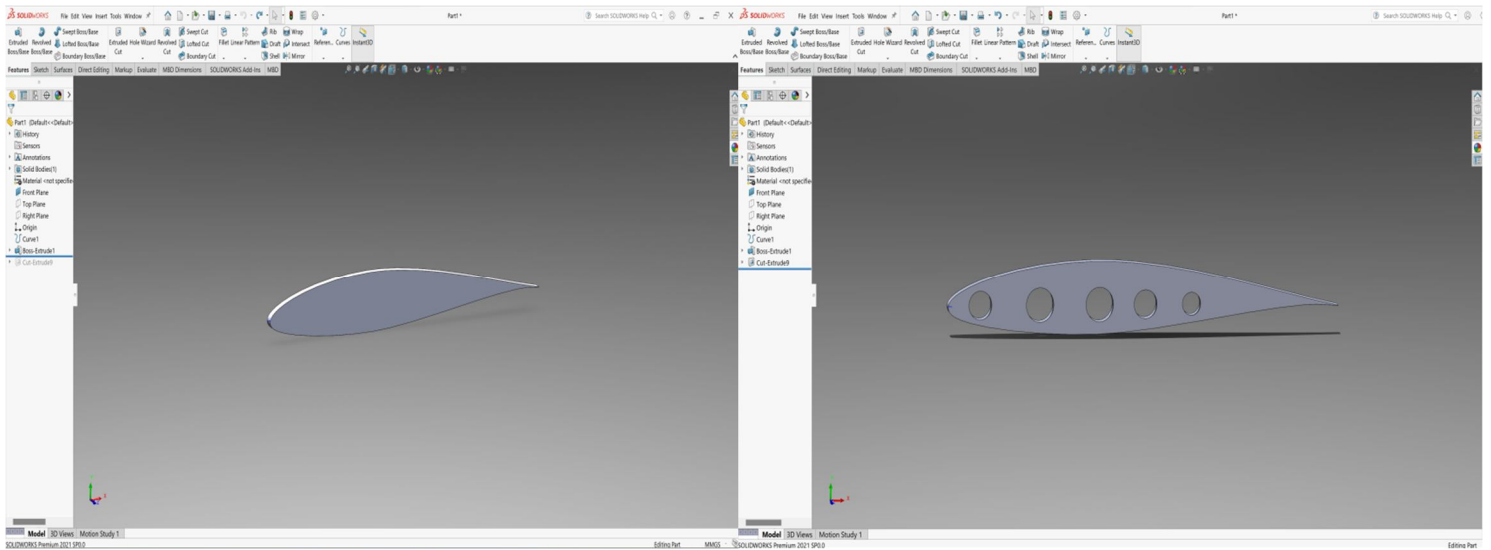 SOLIDWORKS File Edit View Insert Tools Window Part1 * Search SOLIDWORKS Help
Extruded Boss/Base Revolved Boss/Base Swept Boss/Base Lofted Boss/Base Boundary Boss/Base Extruded Cut Hole Wizard Revolved Cut Swept Cut Lofted Cut Boundary Cut Fillet Linear Pattern Rib Draft Shell Wrap Intersect Mirror Referen... Curves Instant3D
Features Sketch Surfaces Direct Editing Markup Evaluate MBD Dimensions SOLIDWORKS Add-Ins MBD
Part1 (Default<<Default>
History
Sensors
Annotations
Solid Bodies(1)
Material <not specifie
Front Plane
Top Plane
Right Plane
Origin
Curve1
Boss-Extrude1
Cut-Extrude9
Model 3D Views Motion Study 1
SOLIDWORKS Premium 2021 SP0.0 Editing Part MMGS
SOLIDWORKS File Edit View Insert Tools Window Part1 * Search SOLIDWORKS Help
Extruded Boss/Base Revolved Boss/Base Swept Boss/Base Lofted Boss/Base Boundary Boss/Base Extruded Cut Hole Wizard Revolved Cut Swept Cut Lofted Cut Boundary Cut Fillet Linear Pattern Rib Draft Shell Wrap Intersect Mirror Referen... Curves Instant3D
Features Sketch Surfaces Direct Editing Markup Evaluate MBD Dimensions SOLIDWORKS Add-Ins MBD
Part1 (Default<<Default>
History
Sensors
Annotations
Solid Bodies(1)
Material <not specifie
Front Plane
Top Plane
Right Plane
Origin
Curve1
Boss-Extrude1
Cut-Extrude9
Model 3D Views Motion Study 1
SOLIDWORKS Premium 2021 SP0.0 Editing Part